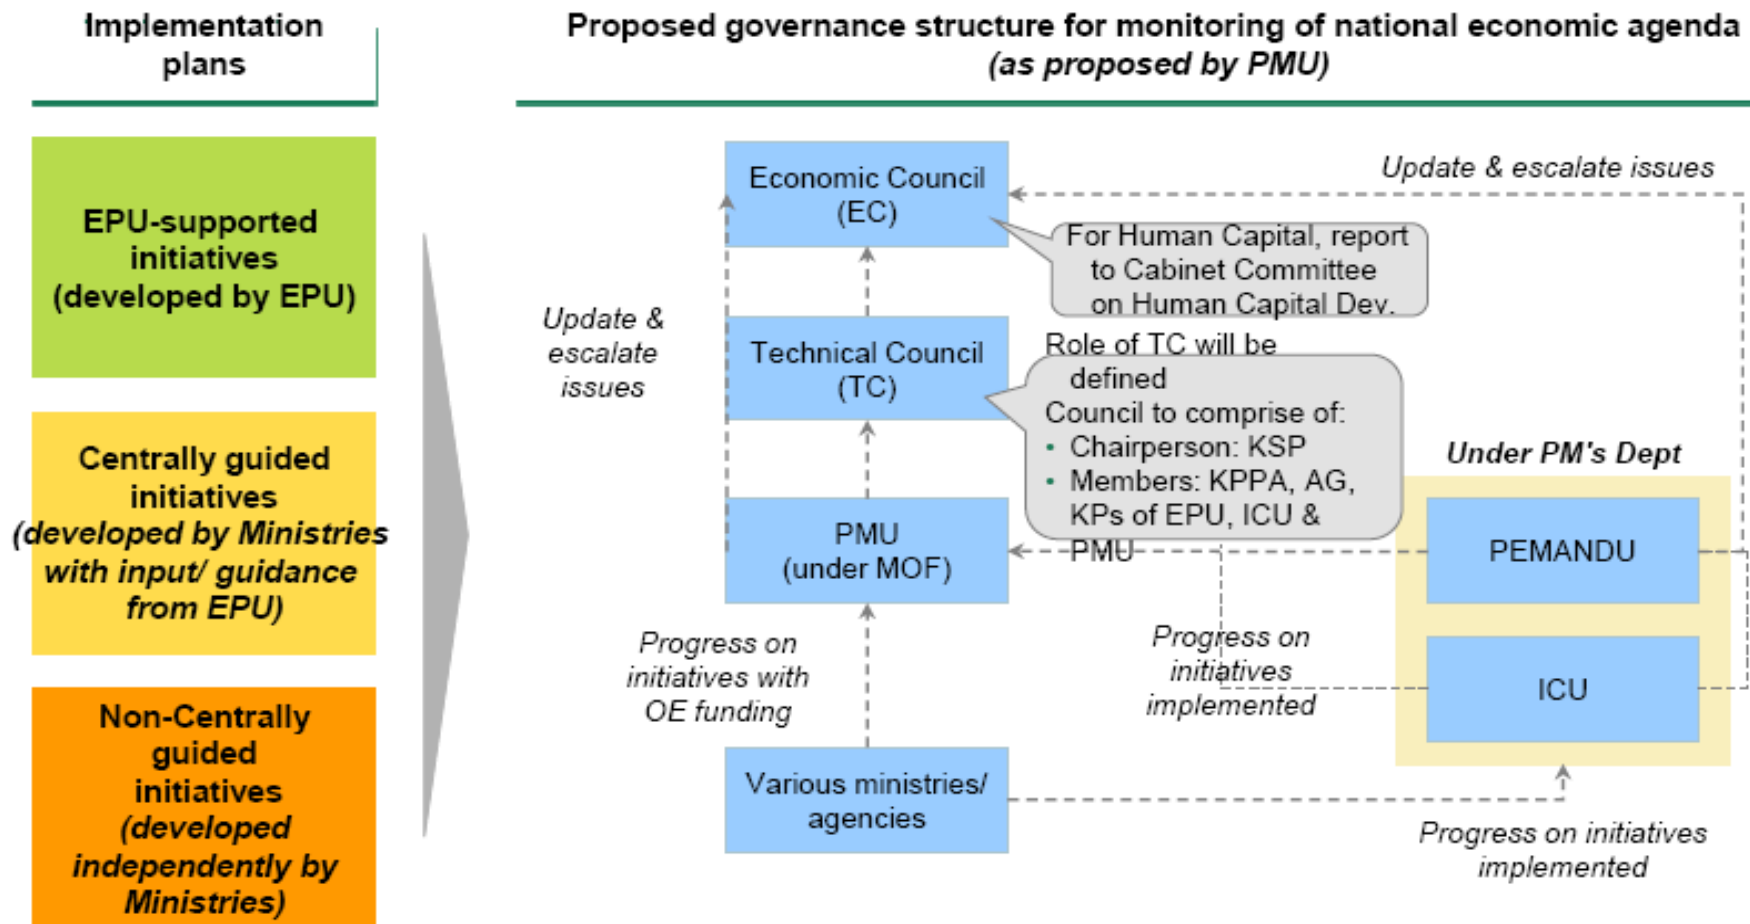 Implementation
plans
EPU-supported
initiatives
(developed by EPU)
Centrally guided
initiatives
(developed by Ministries
with input/ guidance
from EPU)
Non-Centrally
guided
initiatives
(developed
independently by
Ministries)
Proposed governance structure for monitoring of national economic agenda
(as proposed by PMU)
Economic Council
(EC)
Update & escalate issues
For Human Capital, report
to Cabinet Committee
on Human Capital Dev.
Update &
escalate
issues
Technical Council
(TC)
Role of TC will be
defined
Council to comprise of:
• Chairperson: KSP
• Members: KPPA, AG,
KPs of EPU, ICU &
PMU
Under PM's Dept
PMU
(under MOF)
PEMANDU
Progress on
initiatives with
OE funding
Progress on
initiatives
implemented
ICU
Various ministries/
agencies
Progress on initiatives
implemented